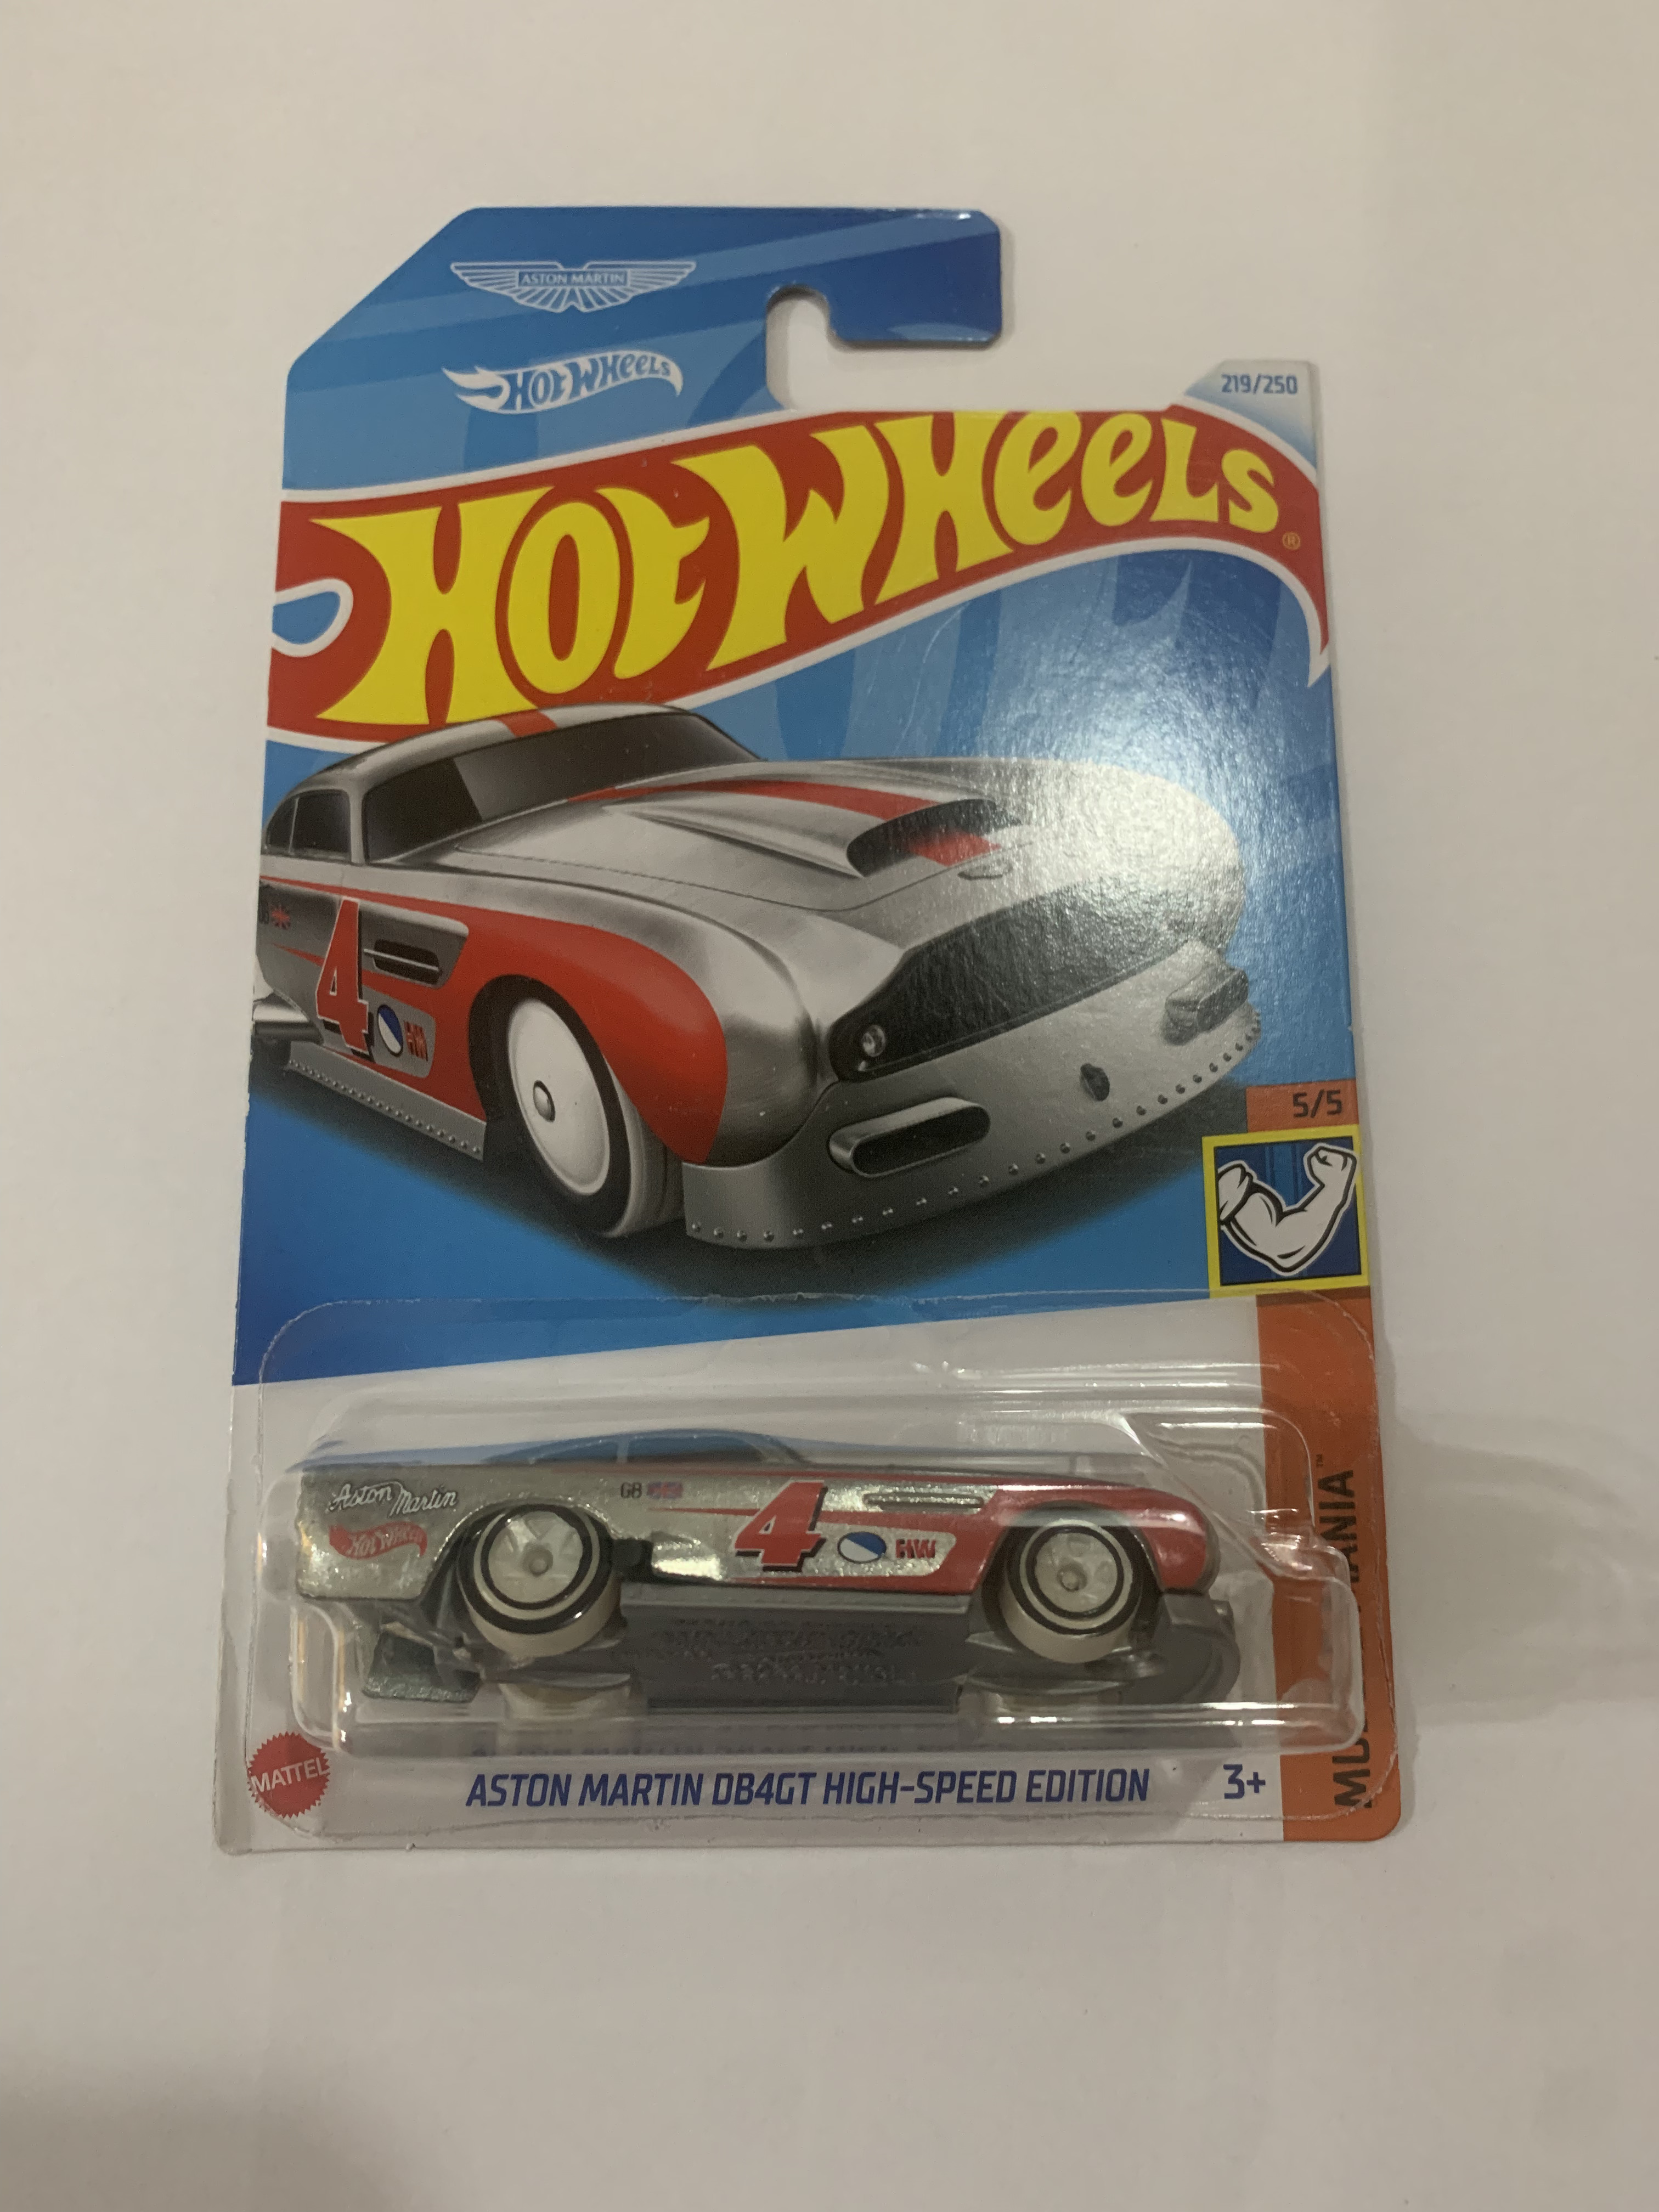 ASTON MARTIN
HOT WHEELS
219/250
HOT WHEELS®
4
HW
5/5
Aston Martin
HOT WHEELS
GB
4
HW
MATTEL
ASTON MARTIN DB4GT HIGH-SPEED EDITION
3+